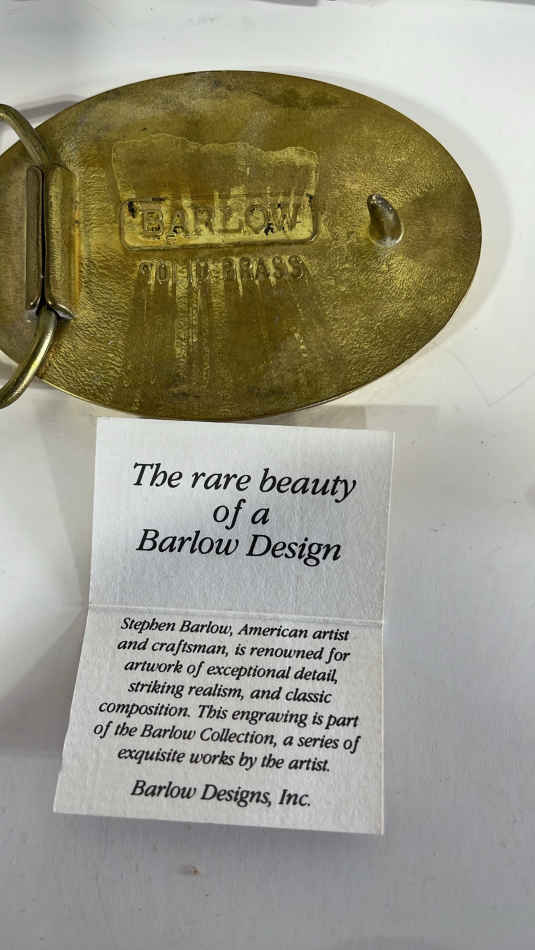 BARLOW
SOLID BRASS
The rare beauty
of a
Barlow Design
Stephen Barlow, American artist
and craftsman, is renowned for
artwork of exceptional detail,
striking realism, and classic
composition. This engraving is part
of the Barlow Collection, a series of
exquisite works by the artist.
Barlow Designs, Inc.